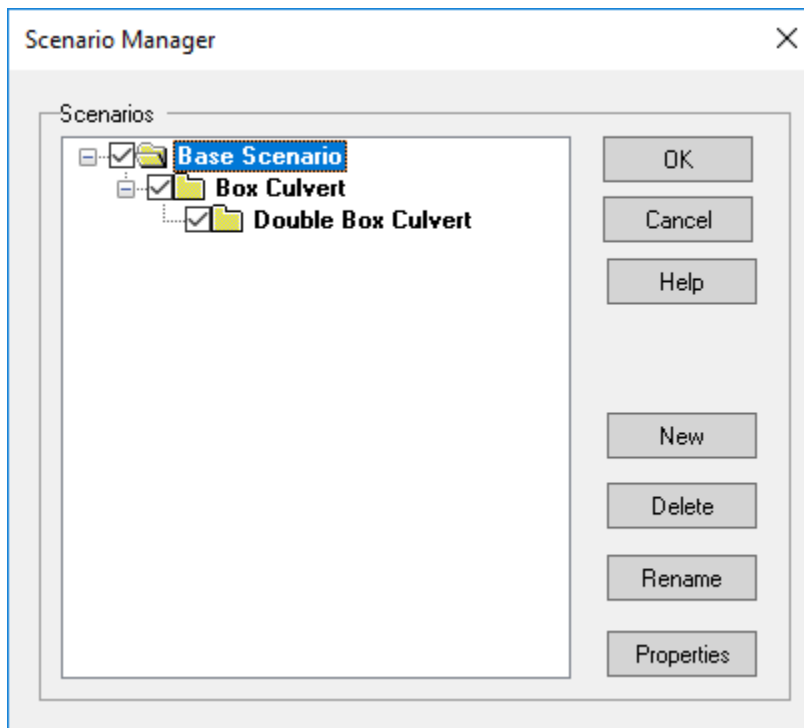 Scenario Manager
Scenarios
Base Scenario
Box Culvert
Double Box Culvert
OK
Cancel
Help
New
Delete
Rename
Properties